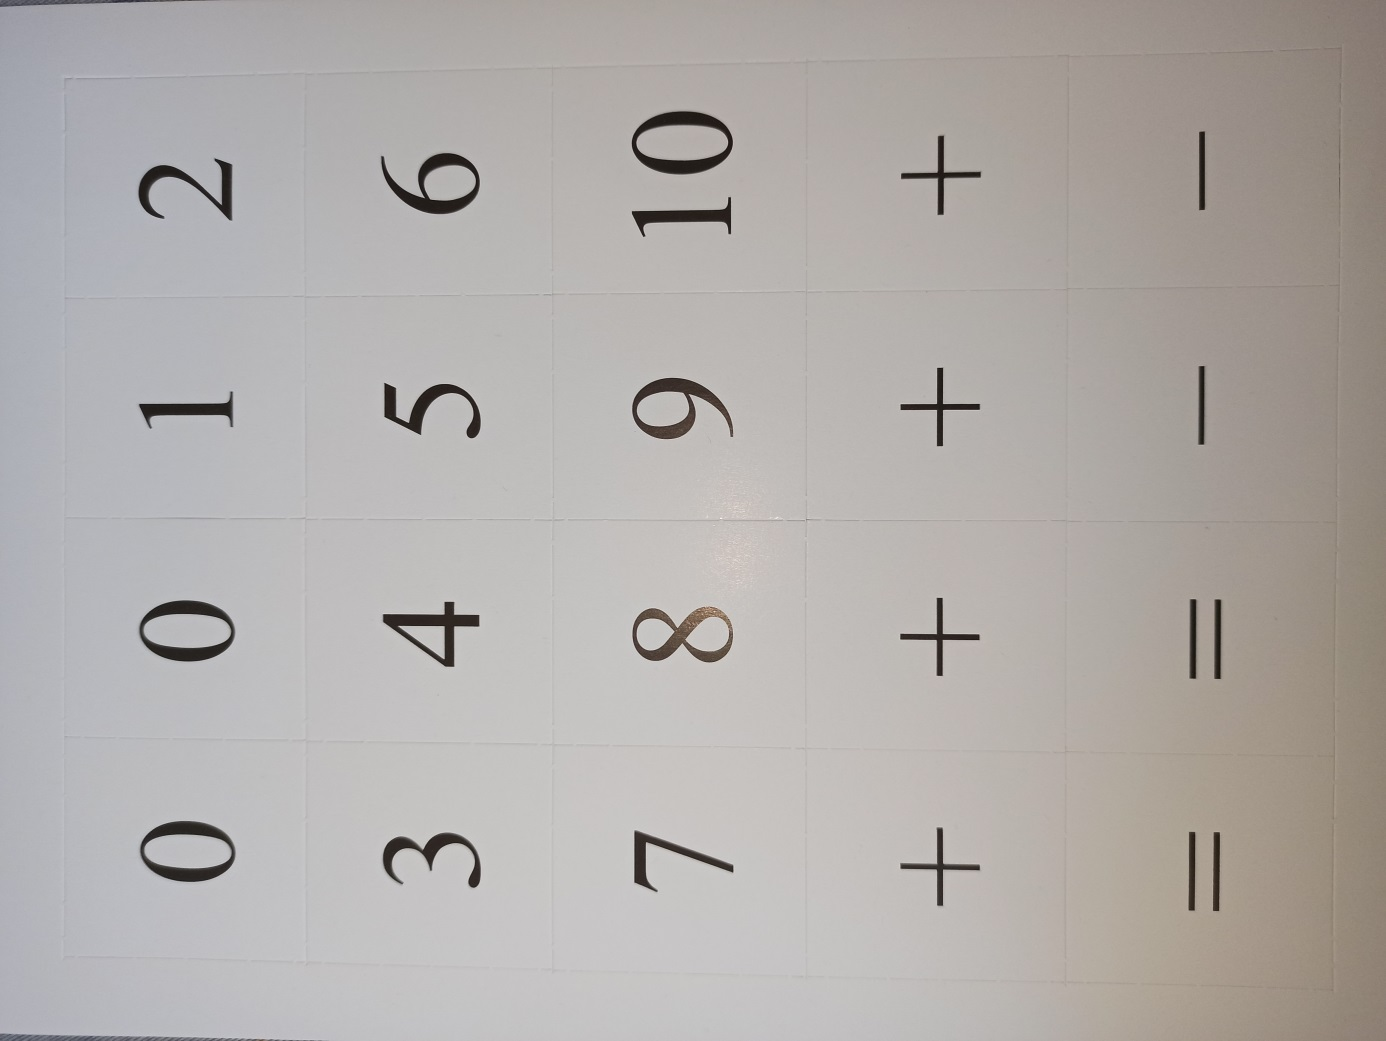 0 0 1 2
3 4 5 6
7 8 9 10
+ + + +
= = − −